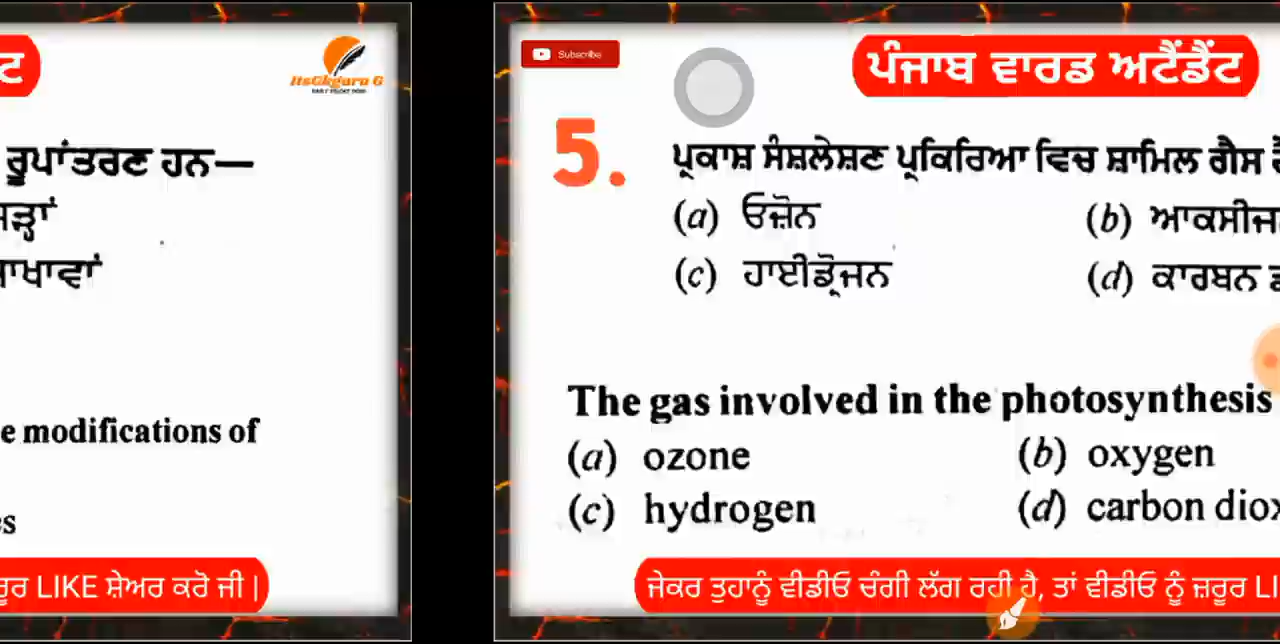 ਟ
ItsGkguru G
ਰੂਪਾਂਤਰਣ ਹਨ—
ਾਖਾਵਾਂ
e modifications of
es
ਰੂਰ LIKE ਸ਼ੇਅਰ ਕਰੋ ਜੀ |
Subscribe
ਪੰਜਾਬ ਵਾਰਡ ਅਟੈਂਡੈਂਟ
5.
ਪ੍ਰਕਾਸ਼ ਸੰਸ਼ਲੇਸ਼ਣ ਪ੍ਰਕਿਰਿਆ ਵਿਚ ਸ਼ਾਮਿਲ ਗੈਸ
(a) ਓਜ਼ੋਨ (b) ਆਕਸੀਜ
(c) ਹਾਈਡ੍ਰੋਜਨ (d) ਕਾਰਬਨ
The gas involved in the photosynthesis
(a) ozone (b) oxygen
(c) hydrogen (d) carbon diox
ਜੇਕਰ ਤੁਹਾਨੂੰ ਵੀਡੀਓ ਚੰਗੀ ਲੱਗ ਰਹੀ ਹੈ, ਤਾਂ ਵੀਡੀਓ ਨੂੰ ਜ਼ਰੂਰ LI